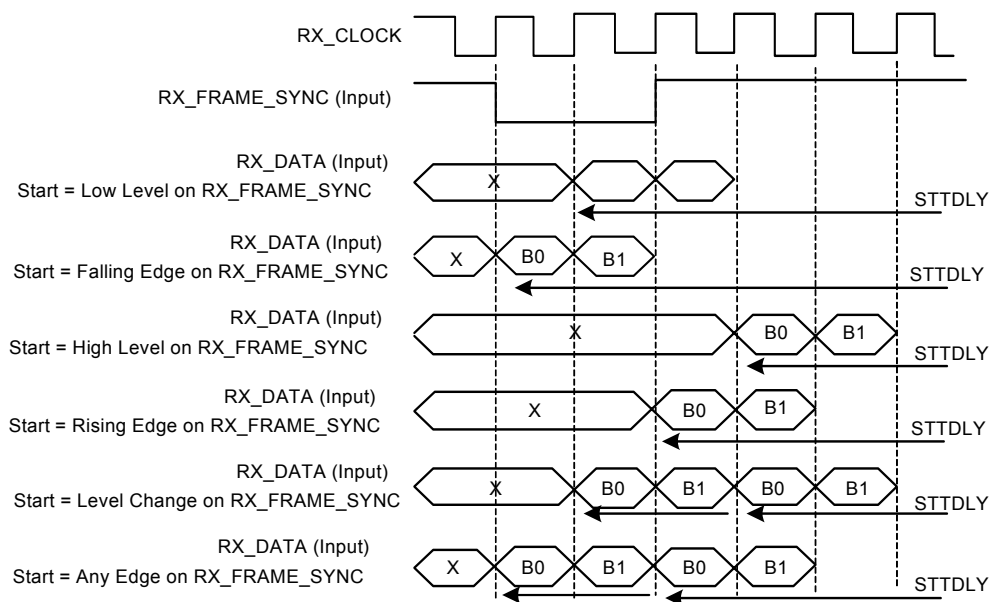 RX_CLOCK
RX_FRAME_SYNC (Input)
RX_DATA (Input)
Start = Low Level on RX_FRAME_SYNC
X
STTDLY
RX_DATA (Input)
Start = Falling Edge on RX_FRAME_SYNC
X B0 B1
STTDLY
RX_DATA (Input)
Start = High Level on RX_FRAME_SYNC
X B0 B1
STTDLY
RX_DATA (Input)
Start = Rising Edge on RX_FRAME_SYNC
X B0 B1
STTDLY
RX_DATA (Input)
Start = Level Change on RX_FRAME_SYNC
X B0 B1 B0 B1
STTDLY
RX_DATA (Input)
Start = Any Edge on RX_FRAME_SYNC
X B0 B1 B0 B1
STTDLY